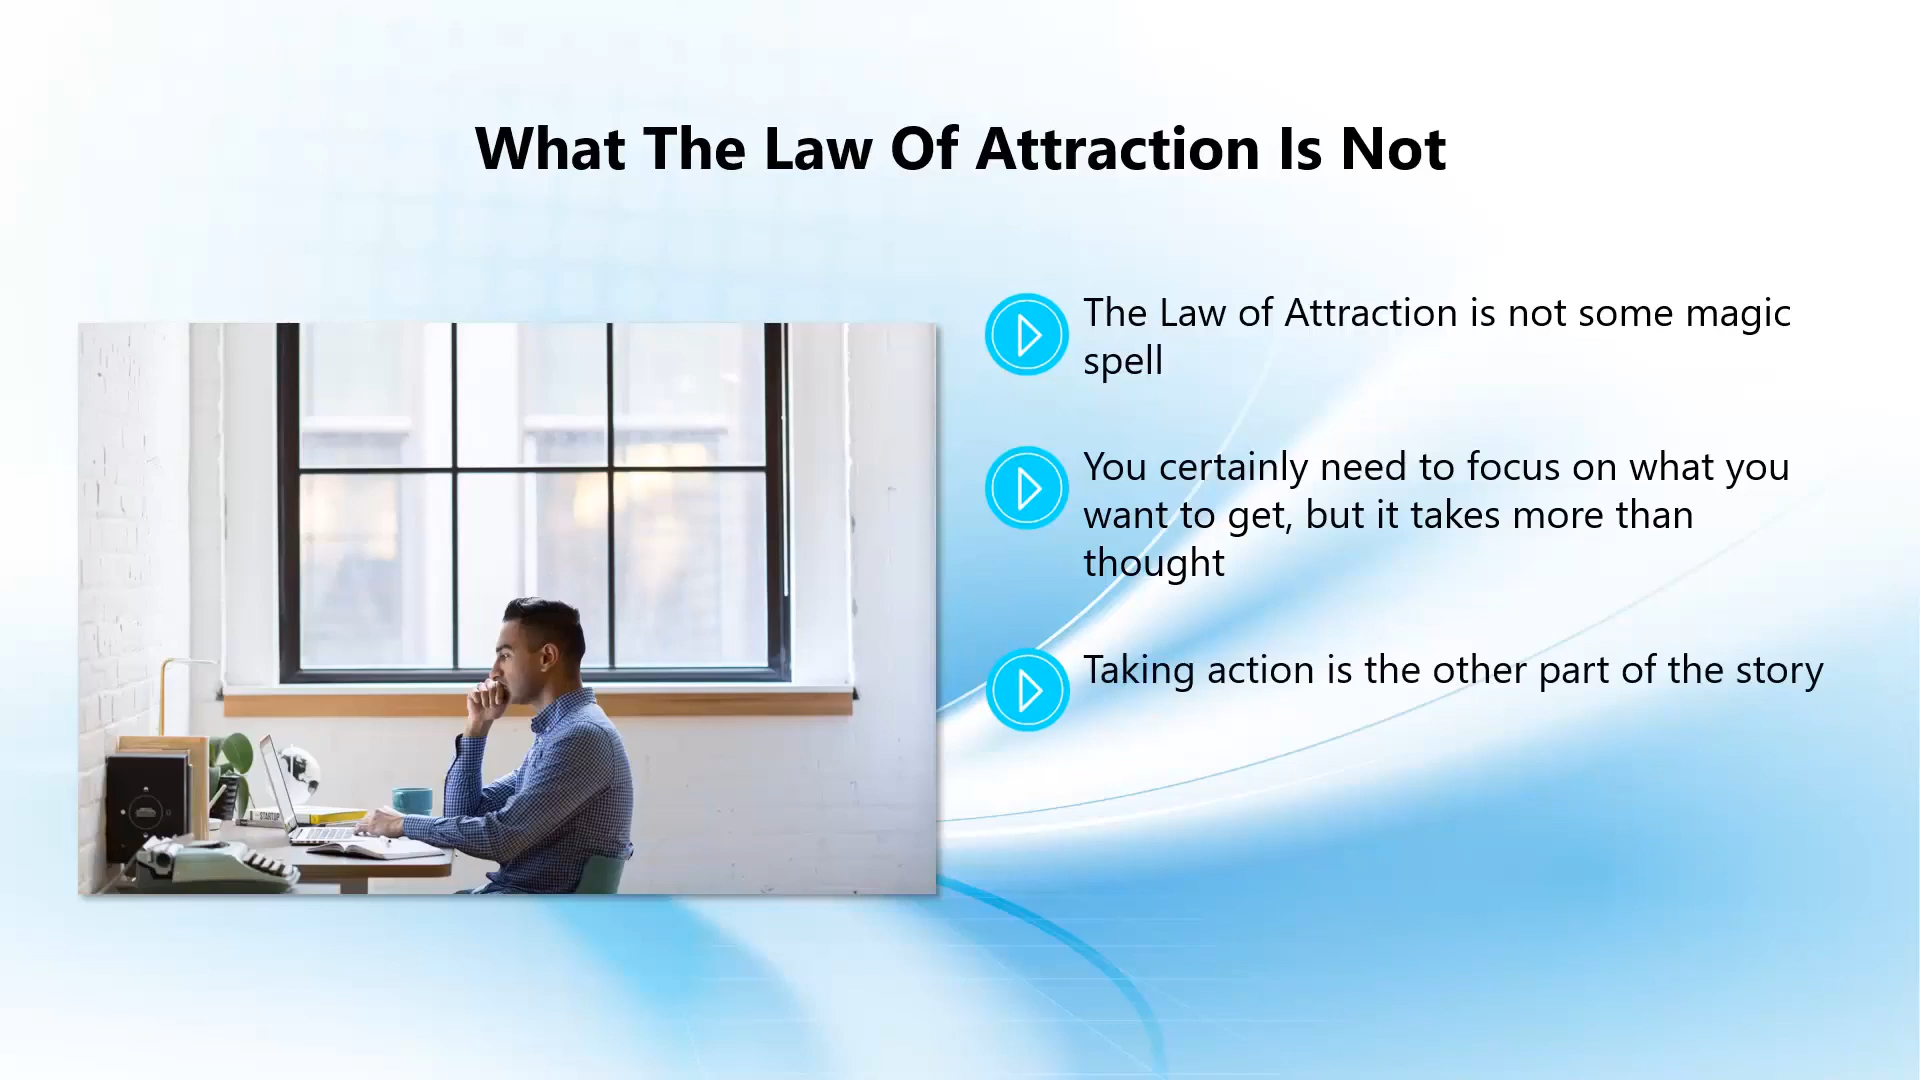 What The Law Of Attraction Is Not
The Law of Attraction is not some magic
spell
You certainly need to focus on what you
want to get, but it takes more than
thought
Taking action is the other part of the story
STARTUP